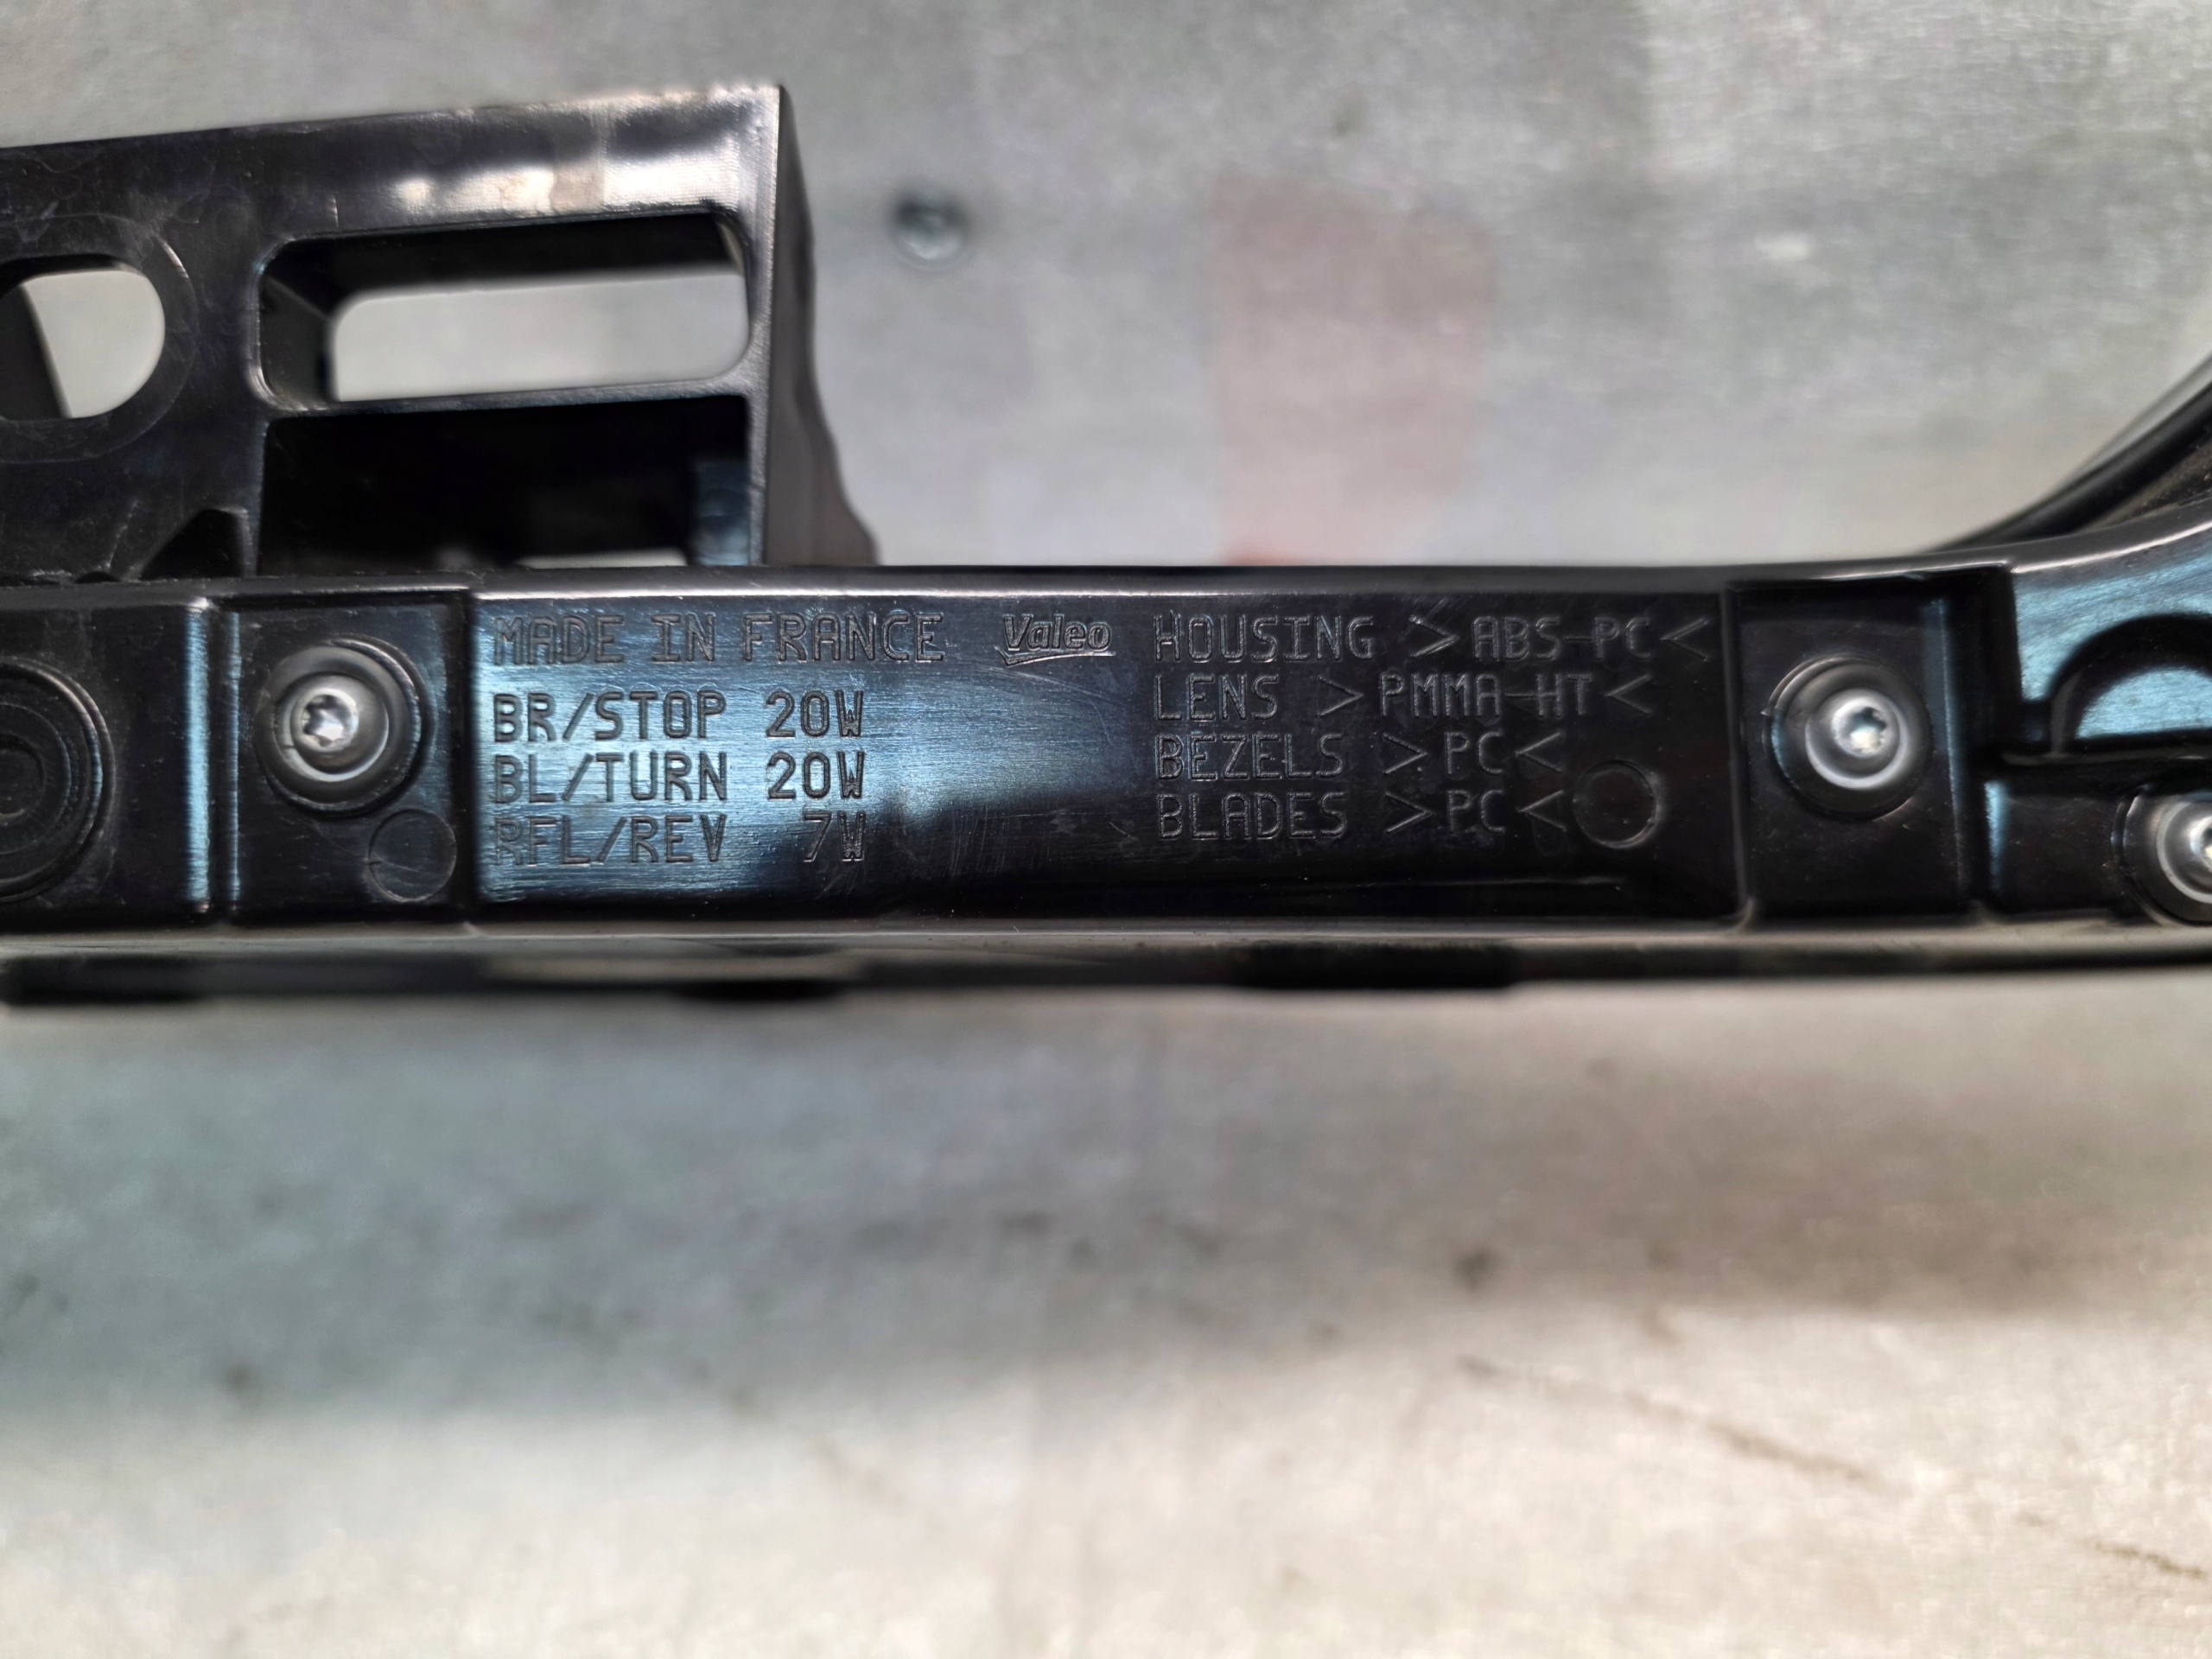 MADE IN FRANCE Valeo HOUSING >ABS-PC<
BR/STOP 20W LENS >PMMA-HT<
BL/TURN 20W BEZELS >PC<
RFL/REV 7W BLADES >PC<